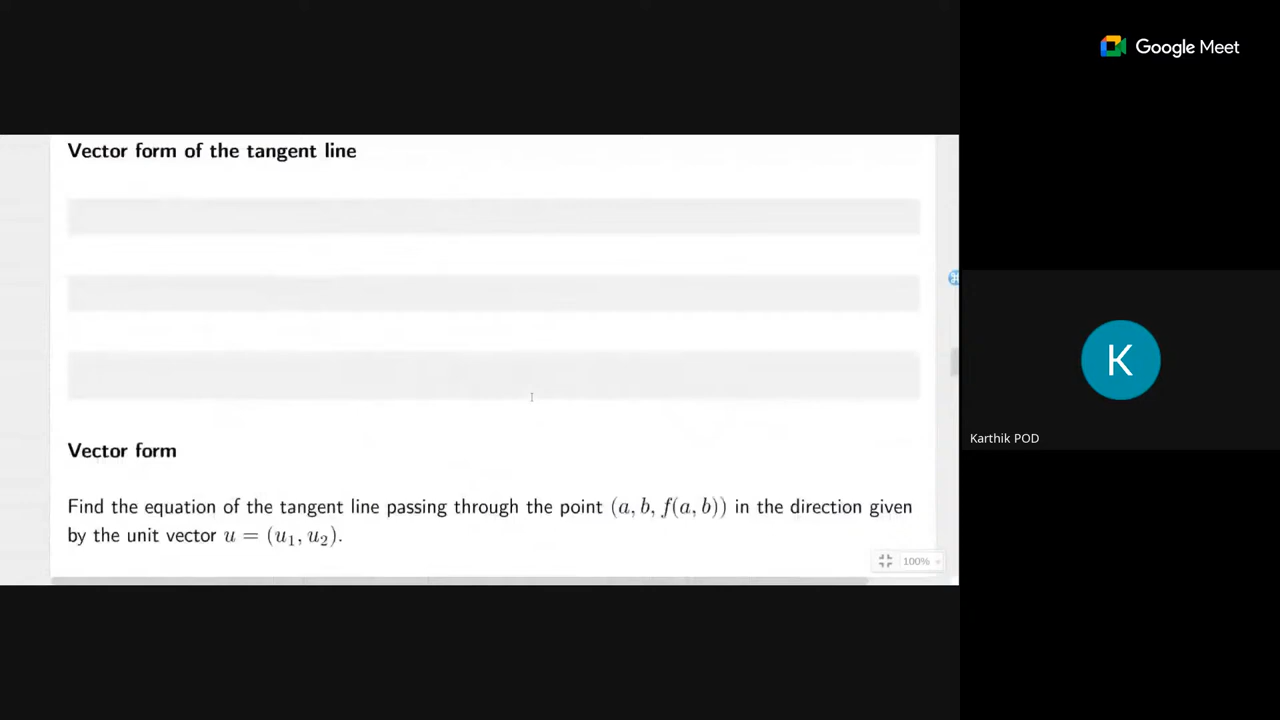 Google Meet
Vector form of the tangent line
Vector form
Find the equation of the tangent line passing through the point (a, b, f(a, b)) in the direction given
by the unit vector u = (u₁, u₂).
100%
K
Karthik POD